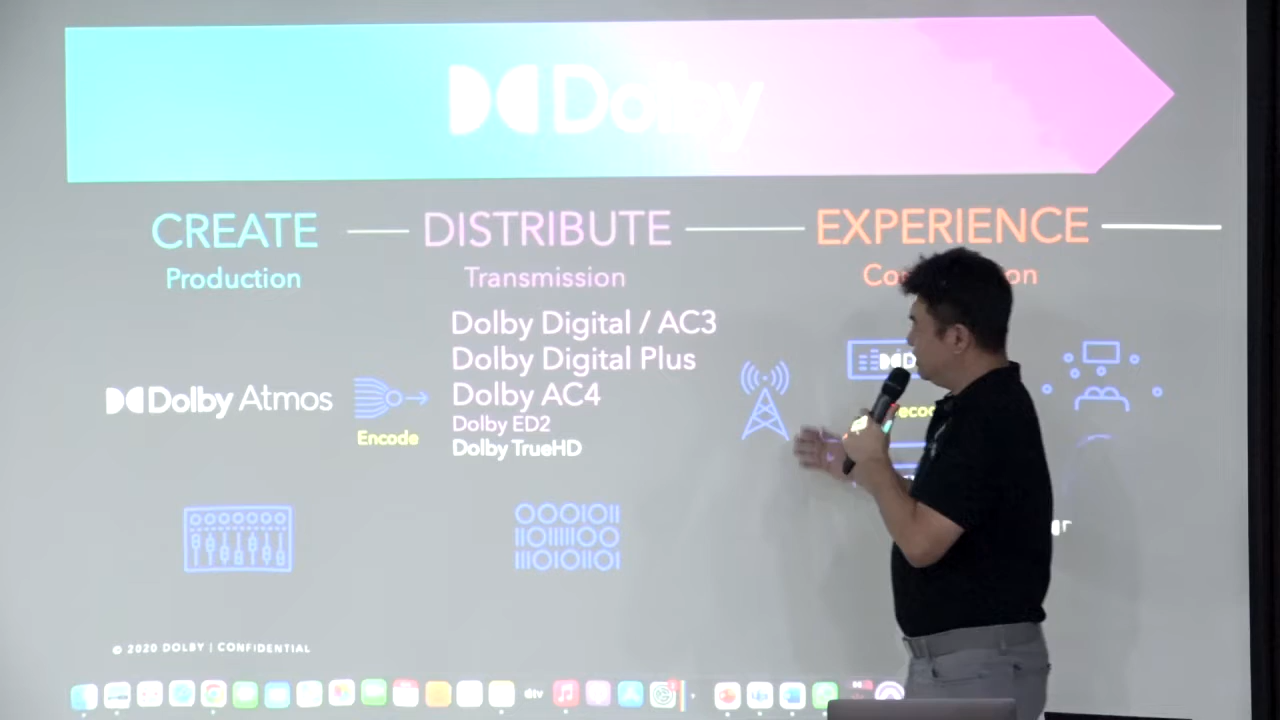 Dolby
CREATE
DISTRIBUTE
EXPERIENCE
Production
Transmission
Dolby Atmos
Encode
Dolby Digital / AC3
Dolby Digital Plus
Dolby AC4
Dolby ED2
Dolby TrueHD
© 2020 DOLBY | CONFIDENTIAL